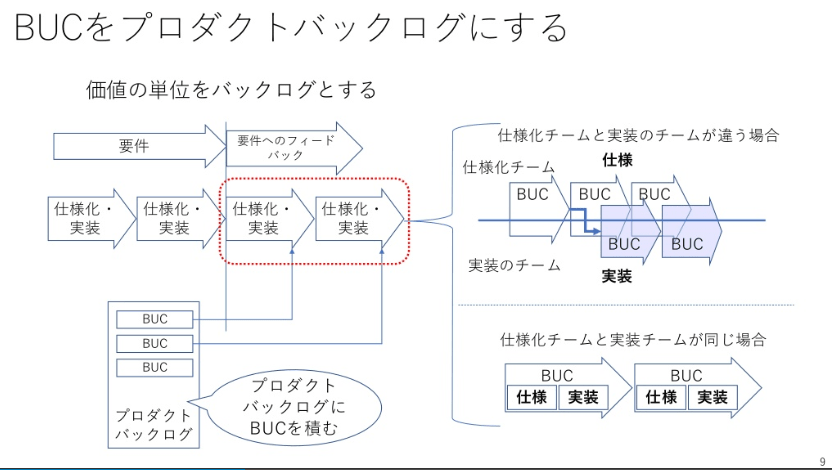 BUCをプロダクトバックログにする
価値の単位をバックログとする
要件
要件へのフィード
バック
仕様化・
実装
仕様化・
実装
仕様化・
実装
仕様化・
実装
BUC
BUC
BUC
プロダクト
バックログ
プロダクト
バックログに
BUCを積む
仕様化チームと実装のチームが違う場合
仕様化チーム
仕様
BUC
BUC
BUC
BUC
BUC
実装のチーム
実装
仕様化チームと実装チームが同じ場合
BUC
仕様
実装
BUC
仕様
実装
9